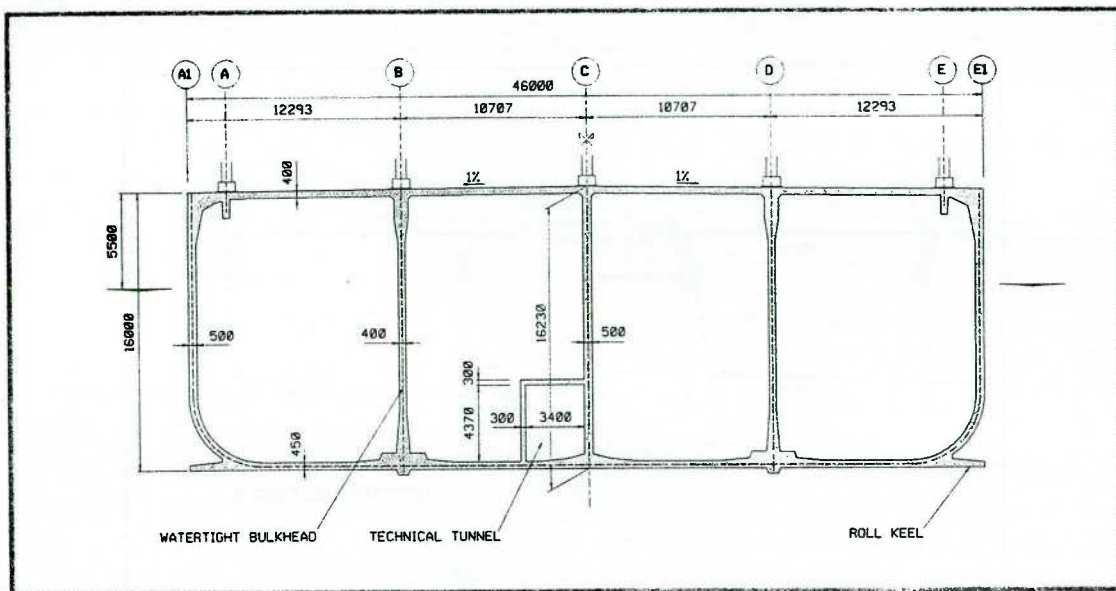 A1 A B C D E E1
46000
12293 10707 10707 12293
400 1% 1%
5500
16000
500 400 16230 500
300
300 3400
4370
450
WATERTIGHT BULKHEAD TECHNICAL TUNNEL ROLL KEEL